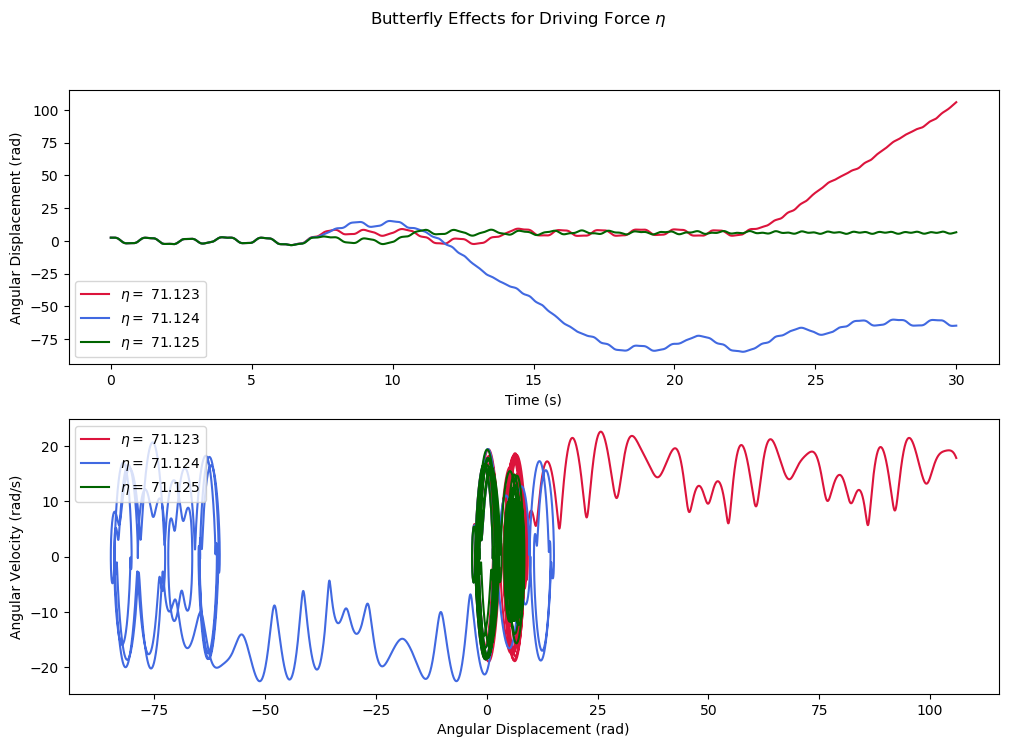 Butterfly Effects for Driving Force η
Angular Displacement (rad)
100
75
50
25
0
−25
−50
−75
η = 71.123
η = 71.124
η = 71.125
0 5 10 15 20 25 30
Time (s)
Angular Velocity (rad/s)
20
10
0
−10
−20
η = 71.123
η = 71.124
η = 71.125
−75 −50 −25 0 25 50 75 100
Angular Displacement (rad)